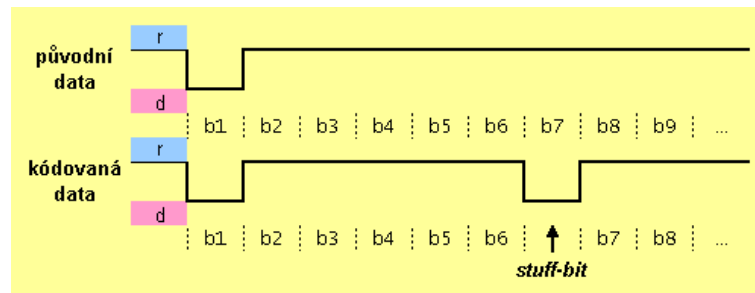 r
původní
data
d
b1 b2 b3 b4 b5 b6 b7 b8 b9 ...
r
kódovaná
data
d
b1 b2 b3 b4 b5 b6 b7 b8 ...
stuff-bit